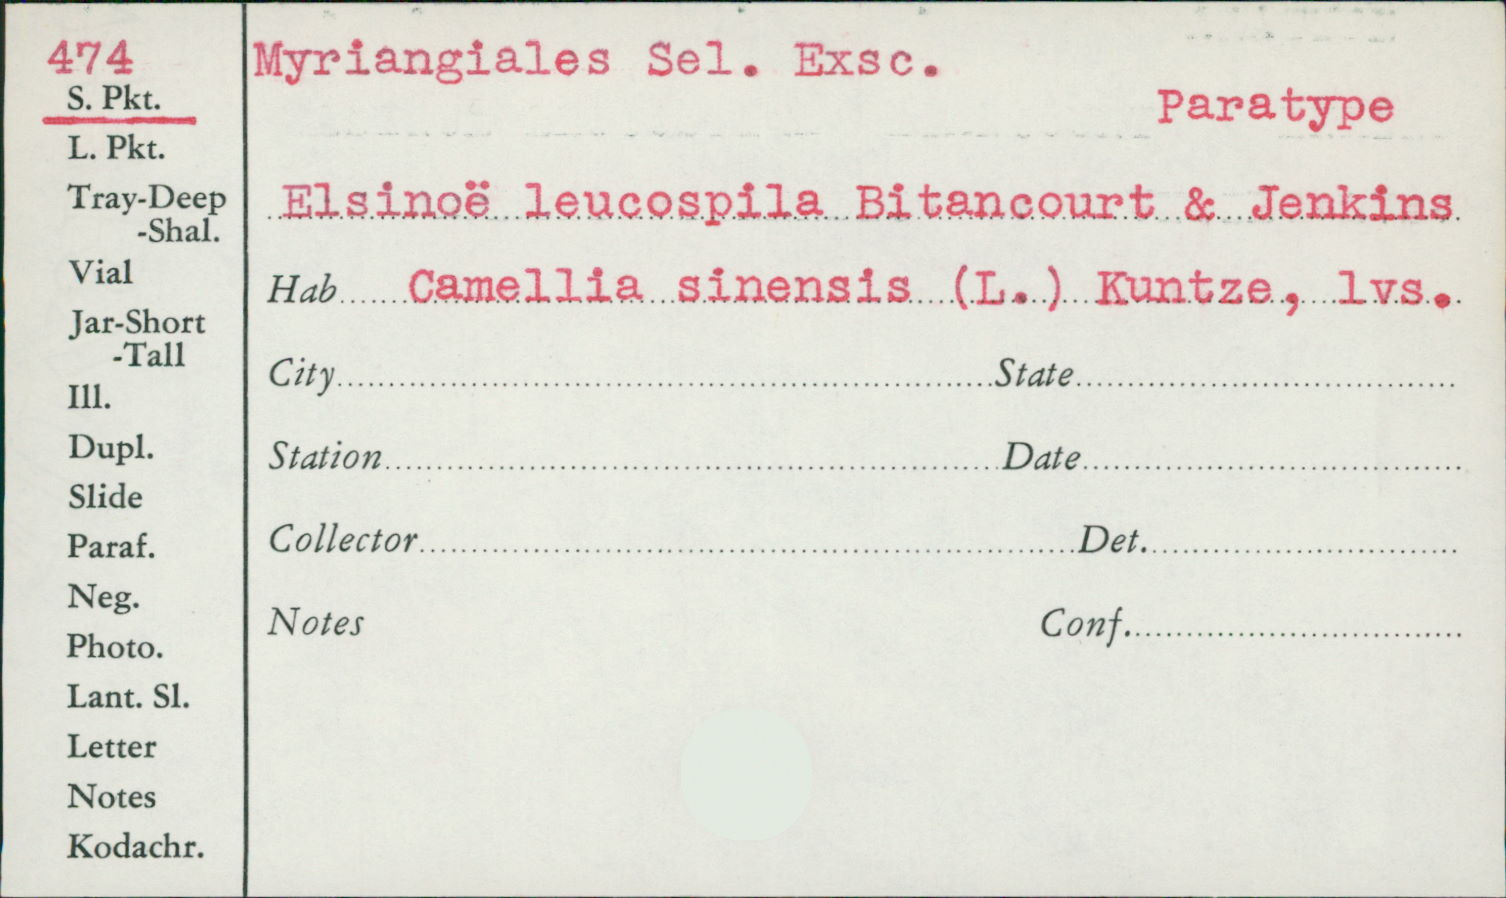 474
S. Pkt.
L. Pkt.
Tray-Deep
-Shal.
Vial
Jar-Short
-Tall
Ill.
Dupl.
Slide
Paraf.
Neg.
Photo.
Lant. Sl.
Letter
Notes
Kodachr.
Myriangiales Sel. Exsc.
Paratype
Elsinoë leucospila Bitancourt & Jenkins
Hab Camellia sinensis (L.) Kuntze, lvs.
City State
Station Date
Collector Det.
Notes Conf.